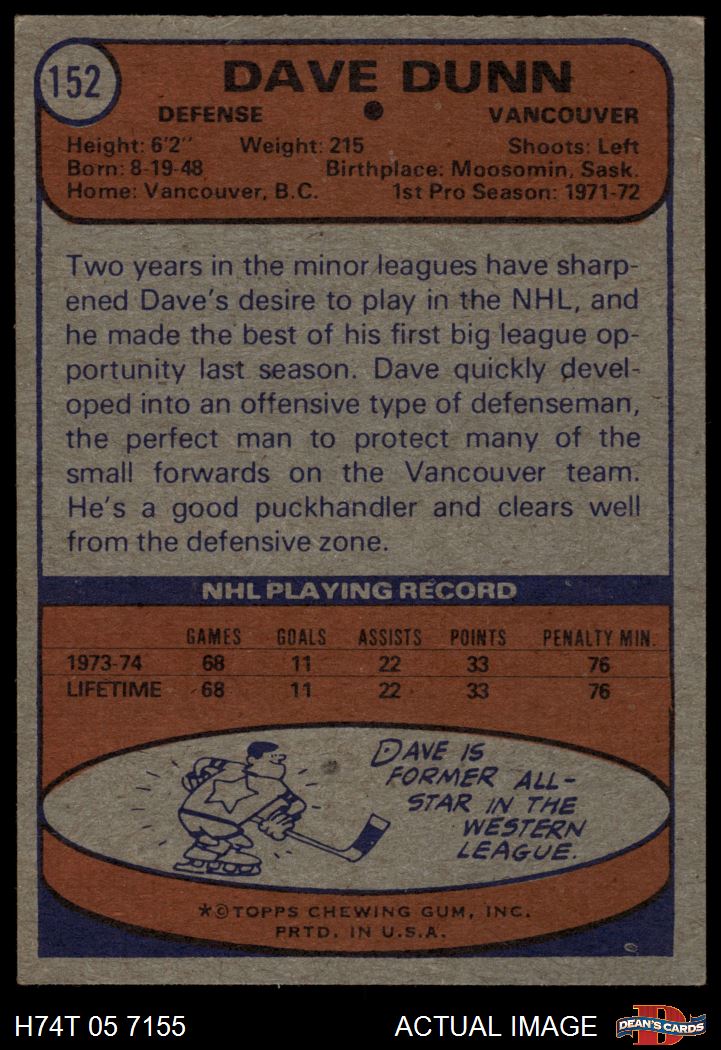 152
DAVE DUNN
DEFENSE • VANCOUVER
Height: 6'2" Weight: 215 Shoots: Left
Born: 8-19-48 Birthplace: Moosomin, Sask.
Home: Vancouver, B.C. 1st Pro Season: 1971-72
Two years in the minor leagues have sharp-
ened Dave's desire to play in the NHL, and
he made the best of his first big league op-
portunity last season. Dave quickly devel-
oped into an offensive type of defenseman,
the perfect man to protect many of the
small forwards on the Vancouver team.
He's a good puckhandler and clears well
from the defensive zone.
NHL PLAYING RECORD
GAMES GOALS ASSISTS POINTS PENALTY MIN.
1973-74 68 11 22 33 76
LIFETIME 68 11 22 33 76
DAVE IS
FORMER ALL-
STAR IN THE
WESTERN
LEAGUE.
*©TOPPS CHEWING GUM, INC.
PRTD. IN U.S.A.
H74T 05 7155 ACTUAL IMAGE
D
DEAN'S CARDS